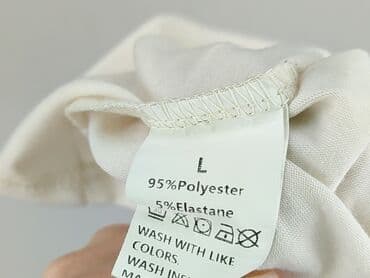 L
95%Polyester
5%Elastane
WASH WITH LIKE
COLORS